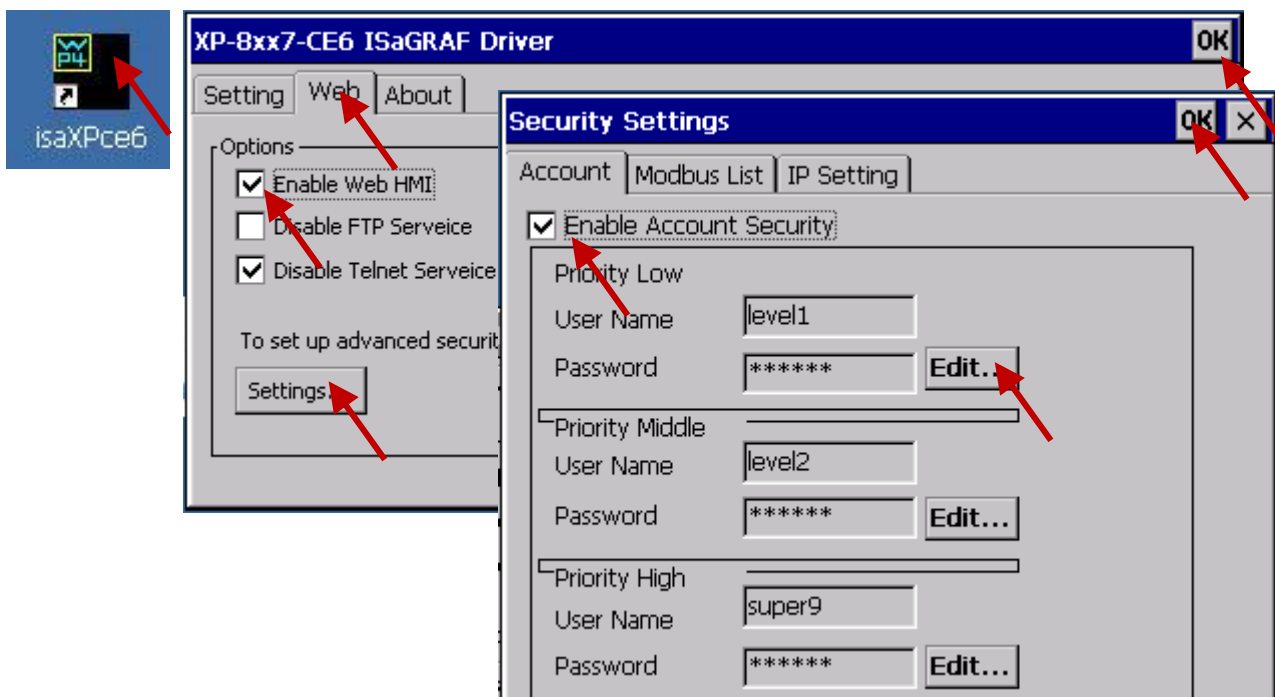 P4
isaXPce6
XP-8xx7-CE6 ISaGRAF Driver
OK
Setting
Web
About
Options
Enable Web HMI
Disable FTP Serveice
Disable Telnet Serveice
To set up advanced securit
Settings..
Security Settings
OK
Account
Modbus List
IP Setting
Enable Account Security
Priority Low
User Name
level1
Password
******
Edit...
Priority Middle
User Name
level2
Password
******
Edit...
Priority High
User Name
super9
Password
******
Edit...